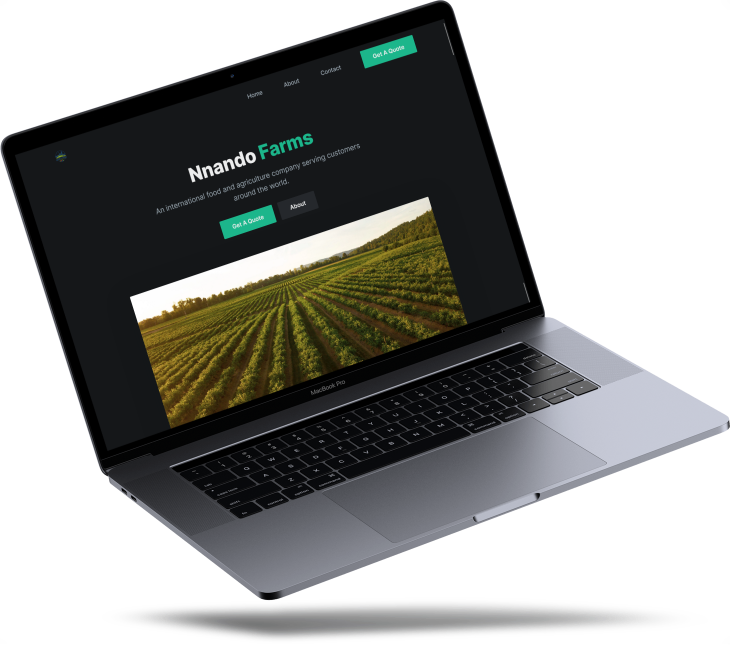 Home
About
Contact
Get A Quote
Nnando Farms
An international food and agriculture company serving customers
around the world.
Get A Quote
About
MacBook Pro